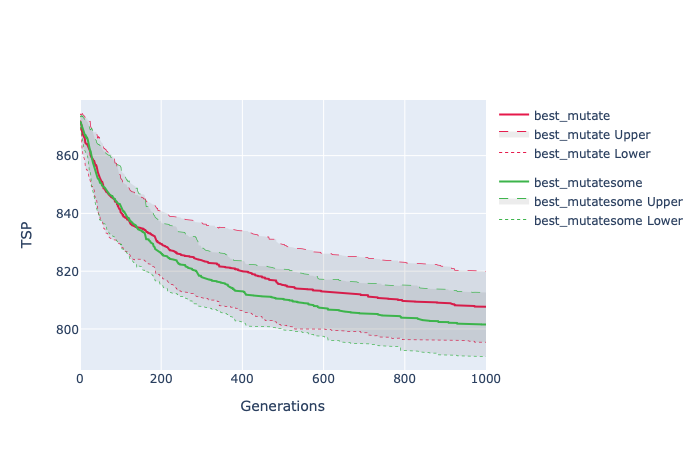 best_mutate
best_mutate Upper
best_mutate Lower
best_mutatesome
best_mutatesome Upper
best_mutatesome Lower
860
840
820
800
TSP
0 200 400 600 800 1000
Generations